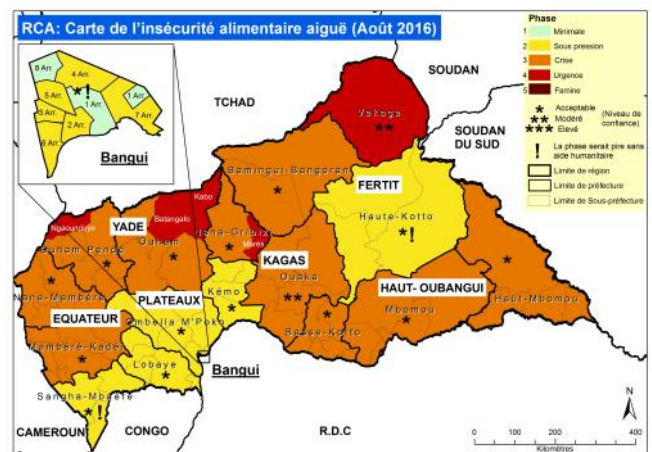 RCA: Carte de l'insécurité alimentaire aiguë (Août 2016)
Phase
1 Minimale
2 Sous pression
3 Crise
4 Urgence
5 Famine
* Acceptable
** Modéré
*** Elevé
(Niveau de confiance)
! La phase serait pire sans aide humanitaire
Limite de région
Limite de préfecture
Limite de Sous-préfecture
8 Arr.
4 Arr.
*!
5 Arr.
1 Arr.
1 Arr.
3 Arr.
2 Arr.
7 Arr.
6 Arr.
Bangui
TCHAD
SOUDAN
SOUDAN DU SUD
Vakaga
**
Bamingui Bangoran
*
FERTIT
Haute-Kotto
*!
Kabo
Batangafo
Ngaoundaye
YADE
Ouham
*
Ouham Pendé
*
Nana-Gribizi
*
Marès
KAGAS
Ouaka
**
Kémo
*
HAUT- OUBANGUI
Mbomou
*
Haut-Mbomou
*
Basse-Kotto
*
Nana-Mambéré
*
PLATEAUX
Ombella M'Poko
*
EQUATEUR
Mambéré-Kadéi
*
Lobaye
*
Bangui
Sangha-Mbaéré
*!
CAMEROUN
CONGO
R.D.C
N
0 100 200 400
Kilomètres